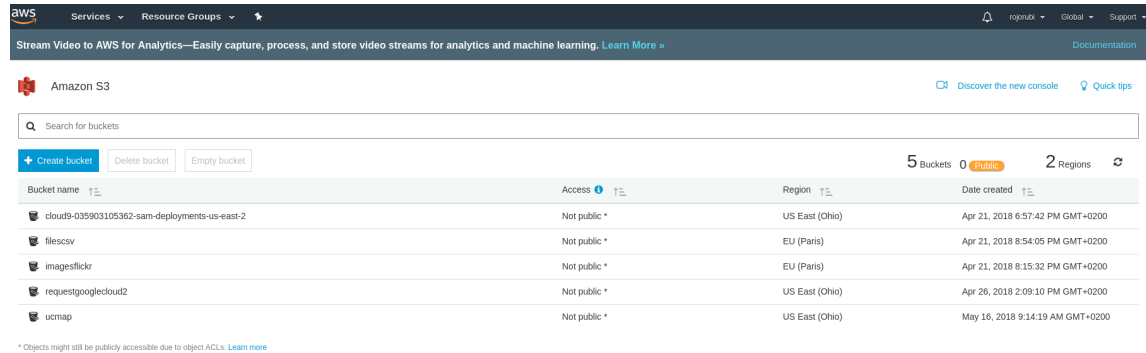 aws Services Resource Groups rojorubi Global Support
Stream Video to AWS for Analytics—Easily capture, process, and store video streams for analytics and machine learning. Learn More » Documentation
Amazon S3 Discover the new console Quick tips
Search for buckets
+ Create bucket Delete bucket Empty bucket 5 Buckets 0 Public 2 Regions
Bucket name Access Region Date created
cloud9-035903105362-sam-deployments-us-east-2 Not public * US East (Ohio) Apr 21, 2018 6:57:42 PM GMT+0200
filescsv Not public * EU (Paris) Apr 21, 2018 8:54:05 PM GMT+0200
imagesflickr Not public * EU (Paris) Apr 21, 2018 8:15:32 PM GMT+0200
requestgooglecloud2 Not public * US East (Ohio) Apr 26, 2018 2:09:10 PM GMT+0200
ucmap Not public * US East (Ohio) May 16, 2018 9:14:19 AM GMT+0200
* Objects might still be publicly accessible due to object ACLs. Learn more